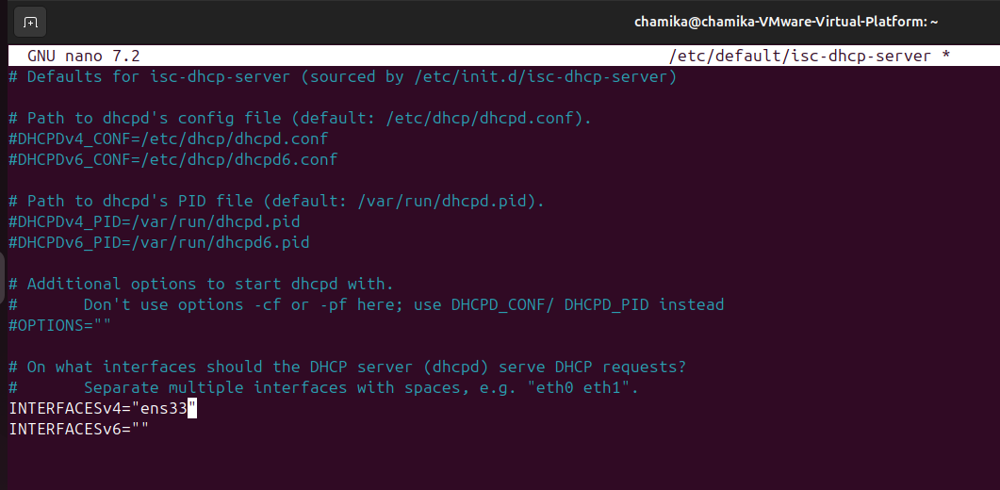 chamika@chamika-VMware-Virtual-Platform: ~
GNU nano 7.2 /etc/default/isc-dhcp-server *
# Defaults for isc-dhcp-server (sourced by /etc/init.d/isc-dhcp-server)
# Path to dhcpd's config file (default: /etc/dhcp/dhcpd.conf).
#DHCPDv4_CONF=/etc/dhcp/dhcpd.conf
#DHCPDv6_CONF=/etc/dhcp/dhcpd6.conf
# Path to dhcpd's PID file (default: /var/run/dhcpd.pid).
#DHCPDv4_PID=/var/run/dhcpd.pid
#DHCPDv6_PID=/var/run/dhcpd6.pid
# Additional options to start dhcpd with.
#       Don't use options -cf or -pf here; use DHCPD_CONF/ DHCPD_PID instead
#OPTIONS=""
# On what interfaces should the DHCP server (dhcpd) serve DHCP requests?
#       Separate multiple interfaces with spaces, e.g. "eth0 eth1".
INTERFACESv4="ens33"
INTERFACESv6=""